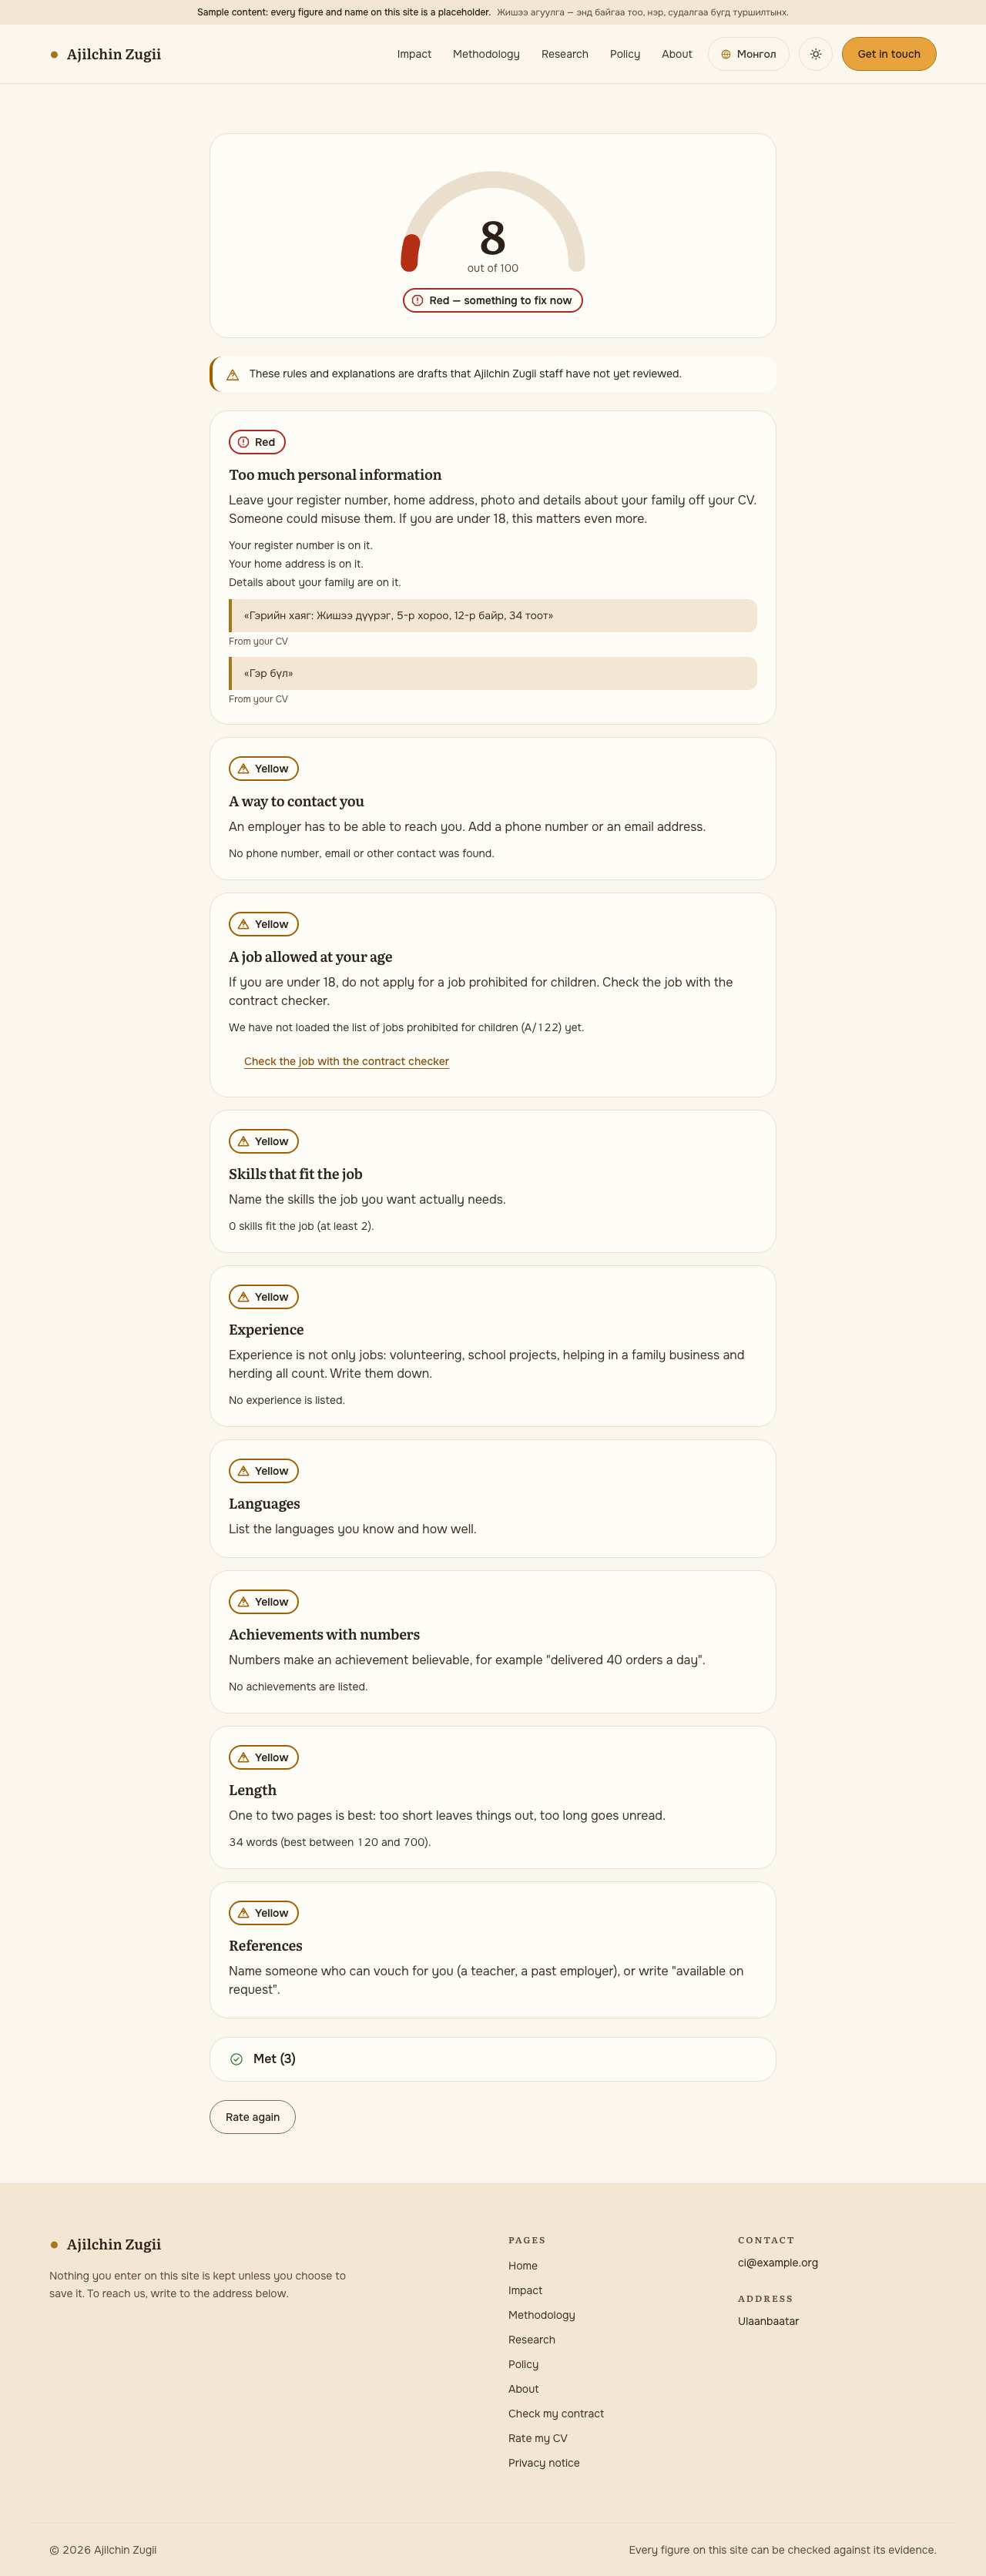 Sample content: every figure and name on this site is a placeholder. Жишээ агуулга — энд байгаа тоо, нэр, судалгаа бүгд туршилтынх.
Ajilchin Zugii
Impact
Methodology
Research
Policy
About
Монгол
Get in touch
8
out of 100
Red — something to fix now
These rules and explanations are drafts that Ajilchin Zugii staff have not yet reviewed.
Red
Too much personal information
Leave your register number, home address, photo and details about your family off your CV.
Someone could misuse them. If you are under 18, this matters even more.
Your register number is on it.
Your home address is on it.
Details about your family are on it.
«Гэрийн хаяг: Жишээ дүүрэг, 5-р хороо, 12-р байр, 34 тоот»
From your CV
«Гэр бүл»
From your CV
Yellow
A way to contact you
An employer has to be able to reach you. Add a phone number or an email address.
No phone number, email or other contact was found.
Yellow
A job allowed at your age
If you are under 18, do not apply for a job prohibited for children. Check the job with the
contract checker.
We have not loaded the list of jobs prohibited for children (A/122) yet.
Check the job with the contract checker
Yellow
Skills that fit the job
Name the skills the job you want actually needs.
0 skills fit the job (at least 2).
Yellow
Experience
Experience is not only jobs: volunteering, school projects, helping in a family business and
herding all count. Write them down.
No experience is listed.
Yellow
Languages
List the languages you know and how well.
Yellow
Achievements with numbers
Numbers make an achievement believable, for example "delivered 40 orders a day".
No achievements are listed.
Yellow
Length
One to two pages is best: too short leaves things out, too long goes unread.
34 words (best between 120 and 700).
Yellow
References
Name someone who can vouch for you (a teacher, a past employer), or write "available on
request".
Met (3)
Rate again
Ajilchin Zugii
Nothing you enter on this site is kept unless you choose to
save it. To reach us, write to the address below.
PAGES
Home
Impact
Methodology
Research
Policy
About
Check my contract
Rate my CV
Privacy notice
CONTACT
ci@example.org
ADDRESS
Ulaanbaatar
© 2026 Ajilchin Zugii
Every figure on this site can be checked against its evidence.